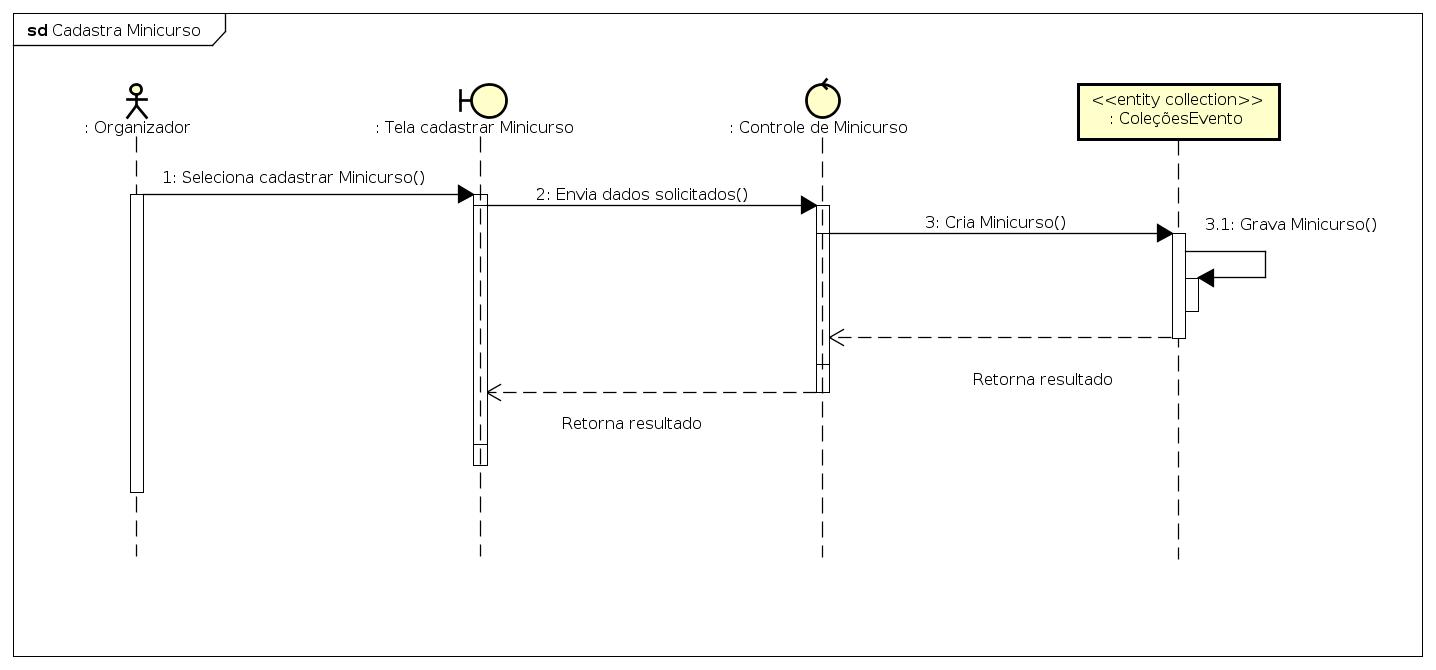 sd Cadastra Minicurso
: Organizador
: Tela cadastrar Minicurso
: Controle de Minicurso
<<entity collection>>
: ColeçõesEvento
1: Seleciona cadastrar Minicurso()
2: Envia dados solicitados()
3: Cria Minicurso()
3.1: Grava Minicurso()
Retorna resultado
Retorna resultado